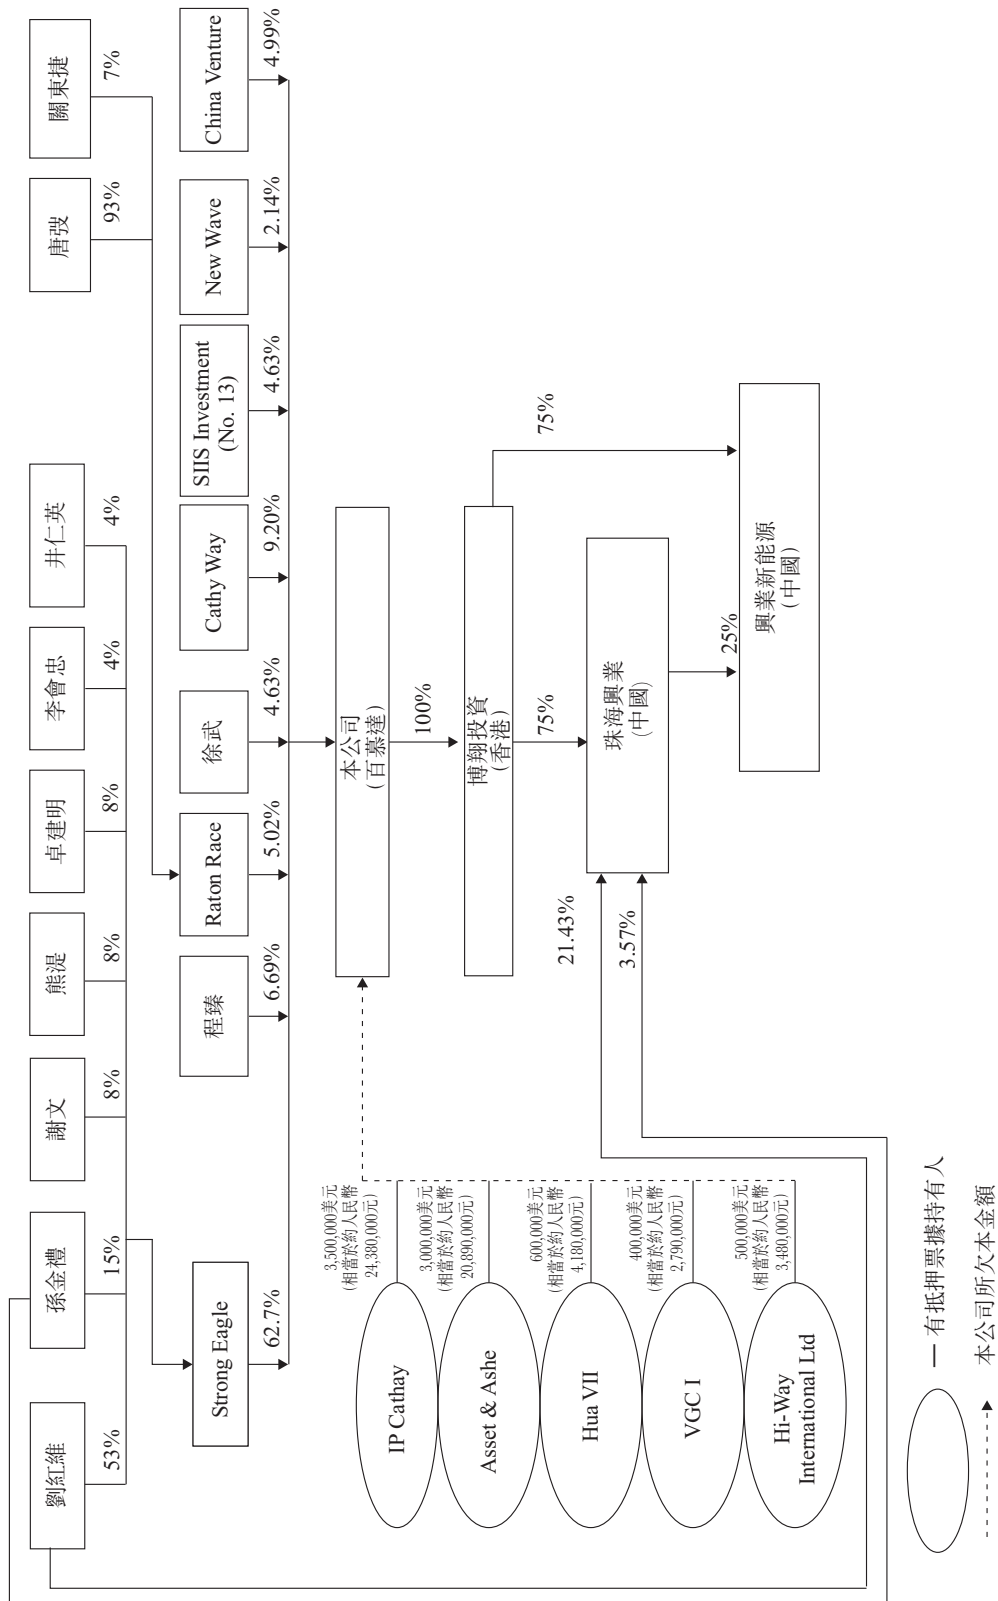 劉紅維
孫金禮
謝文
熊湜
卓建明
李會忠
井仁英
唐弢
關東捷
53%
15%
8%
8%
8%
4%
4%
93%
7%
Strong Eagle
程臻
Raton Race
徐武
Cathy Way
SIIS Investment
(No. 13)
New Wave
China Venture
62.7%
6.69%
5.02%
4.63%
9.20%
4.63%
2.14%
4.99%
本公司
(百慕達)
100%
博翔投資
(香港)
75%
75%
21.43%
3.57%
珠海興業
(中國)
25%
興業新能源
(中國)
IP Cathay
3,500,000美元
(相當於約人民幣
24,380,000元)
Asset & Ashe
3,000,000美元
(相當於約人民幣
20,890,000元)
Hua VII
600,000美元
(相當於約人民幣
4,180,000元)
VGC I
400,000美元
(相當於約人民幣
2,790,000元)
Hi-Way
International Ltd
500,000美元
(相當於約人民幣
3,480,000元)
— 有抵押票據持有人
本公司所欠本金額